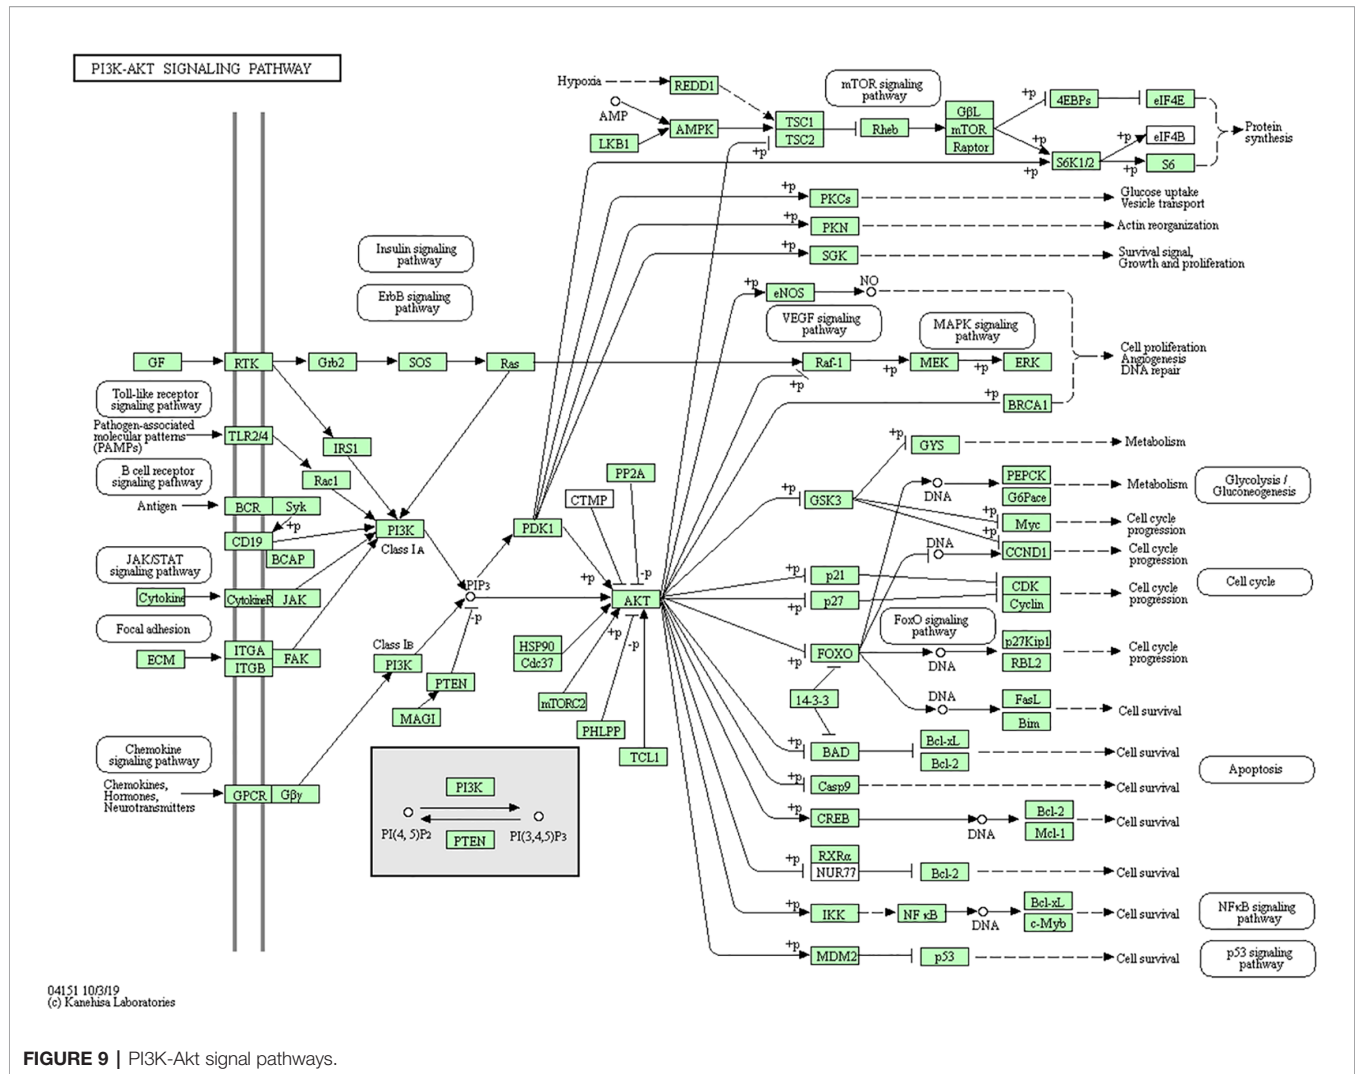 PI3K-AKT SIGNALING PATHWAY
Hypoxia
REDD1
AMP
LKB1
AMPK
TSC1
TSC2
+p
mTOR signaling
pathway
Rheb
GβL
mTOR
Raptor
+p
4EBPs
eIF4E
+p
eIF4B
+p
S6K1/2
+p
+p
S6
Protein
synthesis
+p
PKCs
Glucose uptake
Vesicle transport
+p
PKN
Actin reorganization
+p
SGK
Survival signal,
Growth and proliferation
Insulin signaling
pathway
ErbB signaling
pathway
+p
eNOS
NO
VEGF signaling
pathway
MAPK signaling
pathway
GF
RTK
Grb2
SOS
Ras
Raf-1
+p
+p
MEK
+p
ERK
Cell proliferation
Angiogenesis
DNA repair
+p
BRCA1
Toll-like receptor
signaling pathway
Pathogen-associated
molecular patterns
(PAMPs)
TLR2/4
IRS1
Rac1
B cell receptor
signaling pathway
Antigen
BCR
Syk
+p
CD19
BCAP
PI3K
Class IA
JAK/STAT
signaling pathway
Cytokine
CytokineR
JAK
Focal adhesion
ECM
ITGA
ITGB
FAK
Chemokine
signaling pathway
Chemokines,
Hormones,
Neurotransmitters
GPCR
Gβγ
Class IB
PI3K
PTEN
MAGI
PIP3
-p
PDK1
+p
CTMP
PP2A
-p
AKT
HSP90
Cdc37
+p
-p
mTORC2
PHLPP
TCL1
PI3K
PI(4, 5)P2
PI(3,4,5)P3
PTEN
+p
GYS
Metabolism
+p
GSK3
DNA
PEPCK
G6Pace
Metabolism
Glycolysis /
Gluconeogenesis
+p
Myc
Cell cycle
progression
+p
DNA
CCND1
Cell cycle
progression
+p
p21
+p
p27
CDK
Cyclin
Cell cycle
progression
Cell cycle
FoxO signaling
pathway
+p
FOXO
DNA
p27Kip1
RBL2
Cell cycle
progression
14-3-3
DNA
FasL
Bim
Cell survival
+p
BAD
Bcl-xL
Bcl-2
Cell survival
Apoptosis
+p
Casp9
Cell survival
+p
CREB
DNA
Bcl-2
Mcl-1
Cell survival
+p
RXRα
NUR77
Bcl-2
Cell survival
+p
IKK
NFκB
DNA
Bcl-xL
c-Myb
Cell survival
NFκB signaling
pathway
+p
MDM2
p53
Cell survival
p53 signaling
pathway
04151 10/3/19
(c) Kanehisa Laboratories
FIGURE 9 | PI3K-Akt signal pathways.